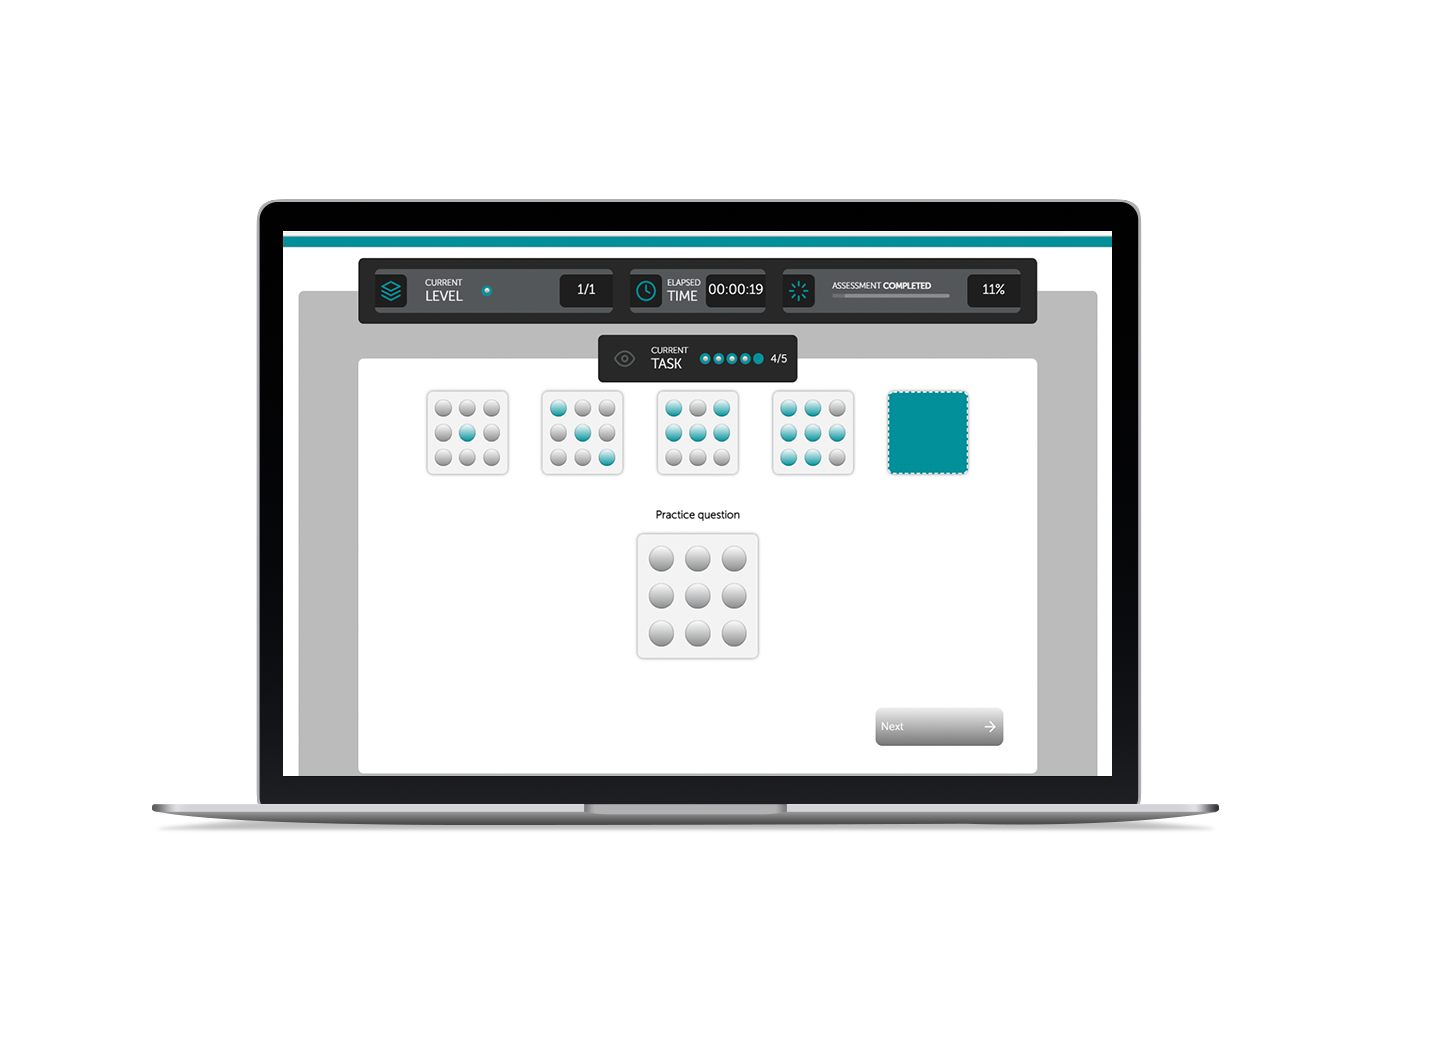 CURRENT
LEVEL
1/1
ELAPSED
TIME
00:00:19
ASSESSMENT COMPLETED
11%
CURRENT
TASK
4/5
Practice question
Next